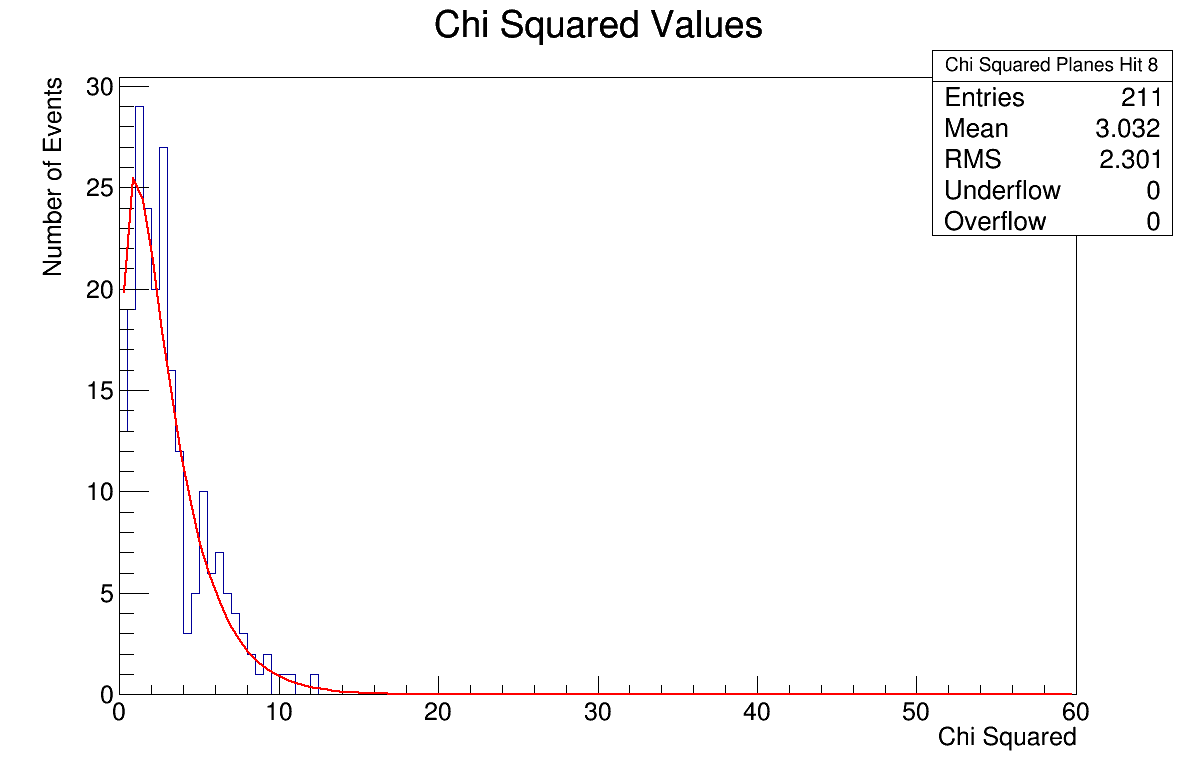 Chi Squared Values
Chi Squared Planes Hit 8
Entries 211
Mean 3.032
RMS 2.301
Underflow 0
Overflow 0
Number of Events
30
25
20
15
10
5
0
0 10 20 30 40 50 60
Chi Squared